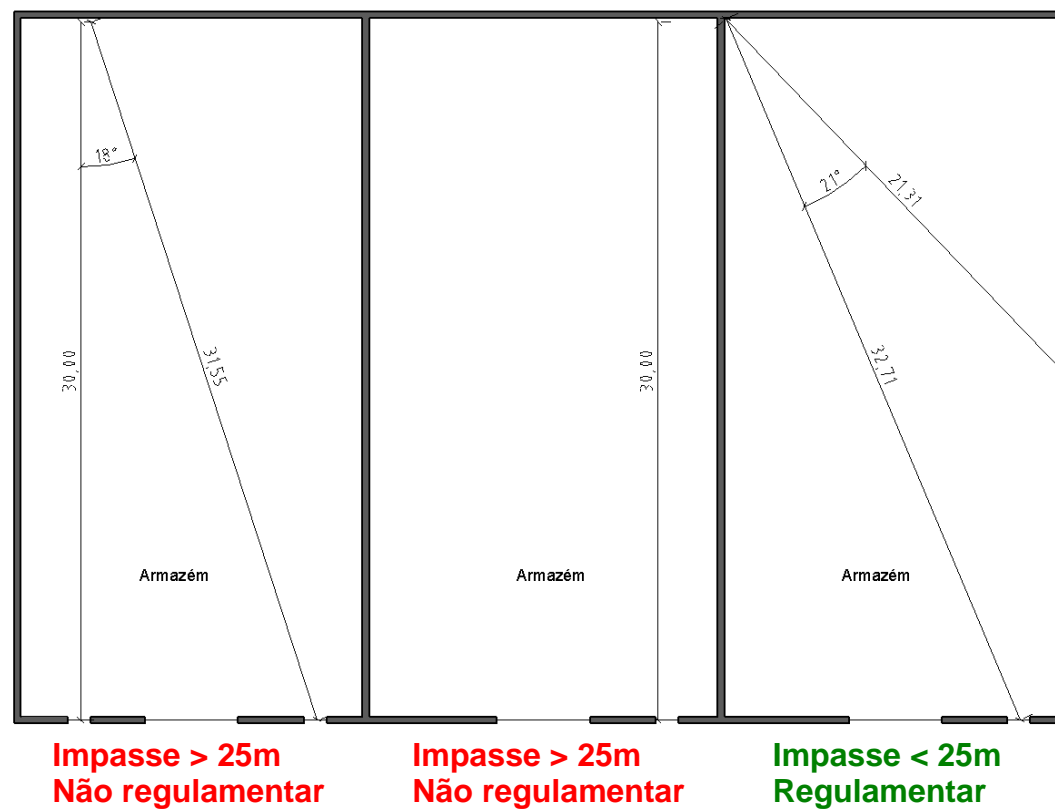 18°
30,00
31,55
Armazém
30,00
Armazém
21°
21,31
32,71
Armazém
Impasse > 25m
Não regulamentar
Impasse > 25m
Não regulamentar
Impasse < 25m
Regulamentar